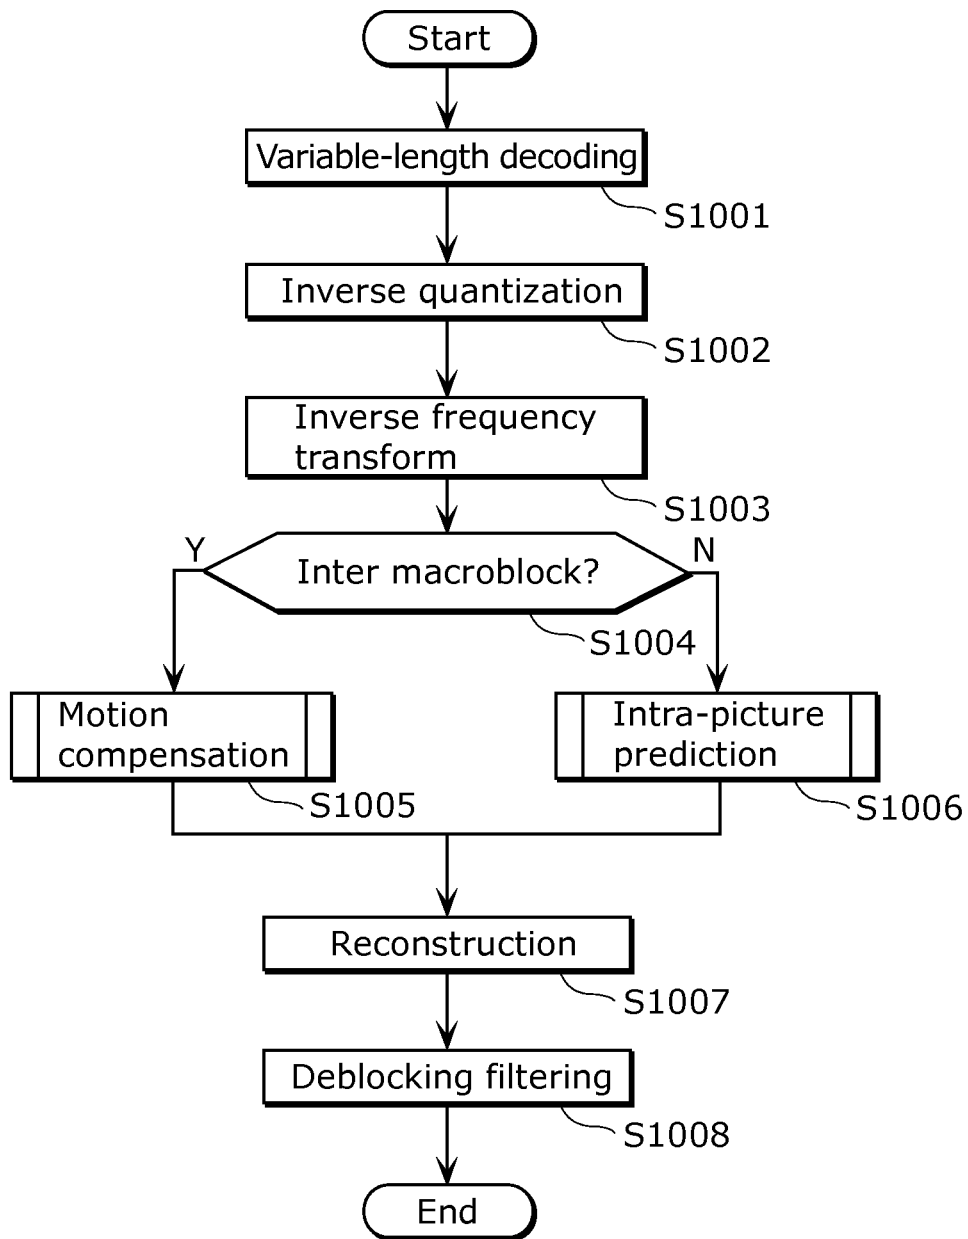 Start
Variable-length decoding
S1001
Inverse quantization
S1002
Inverse frequency
transform
S1003
Y
N
Inter macroblock?
S1004
Motion
compensation
S1005
Intra-picture
prediction
S1006
Reconstruction
S1007
Deblocking filtering
S1008
End